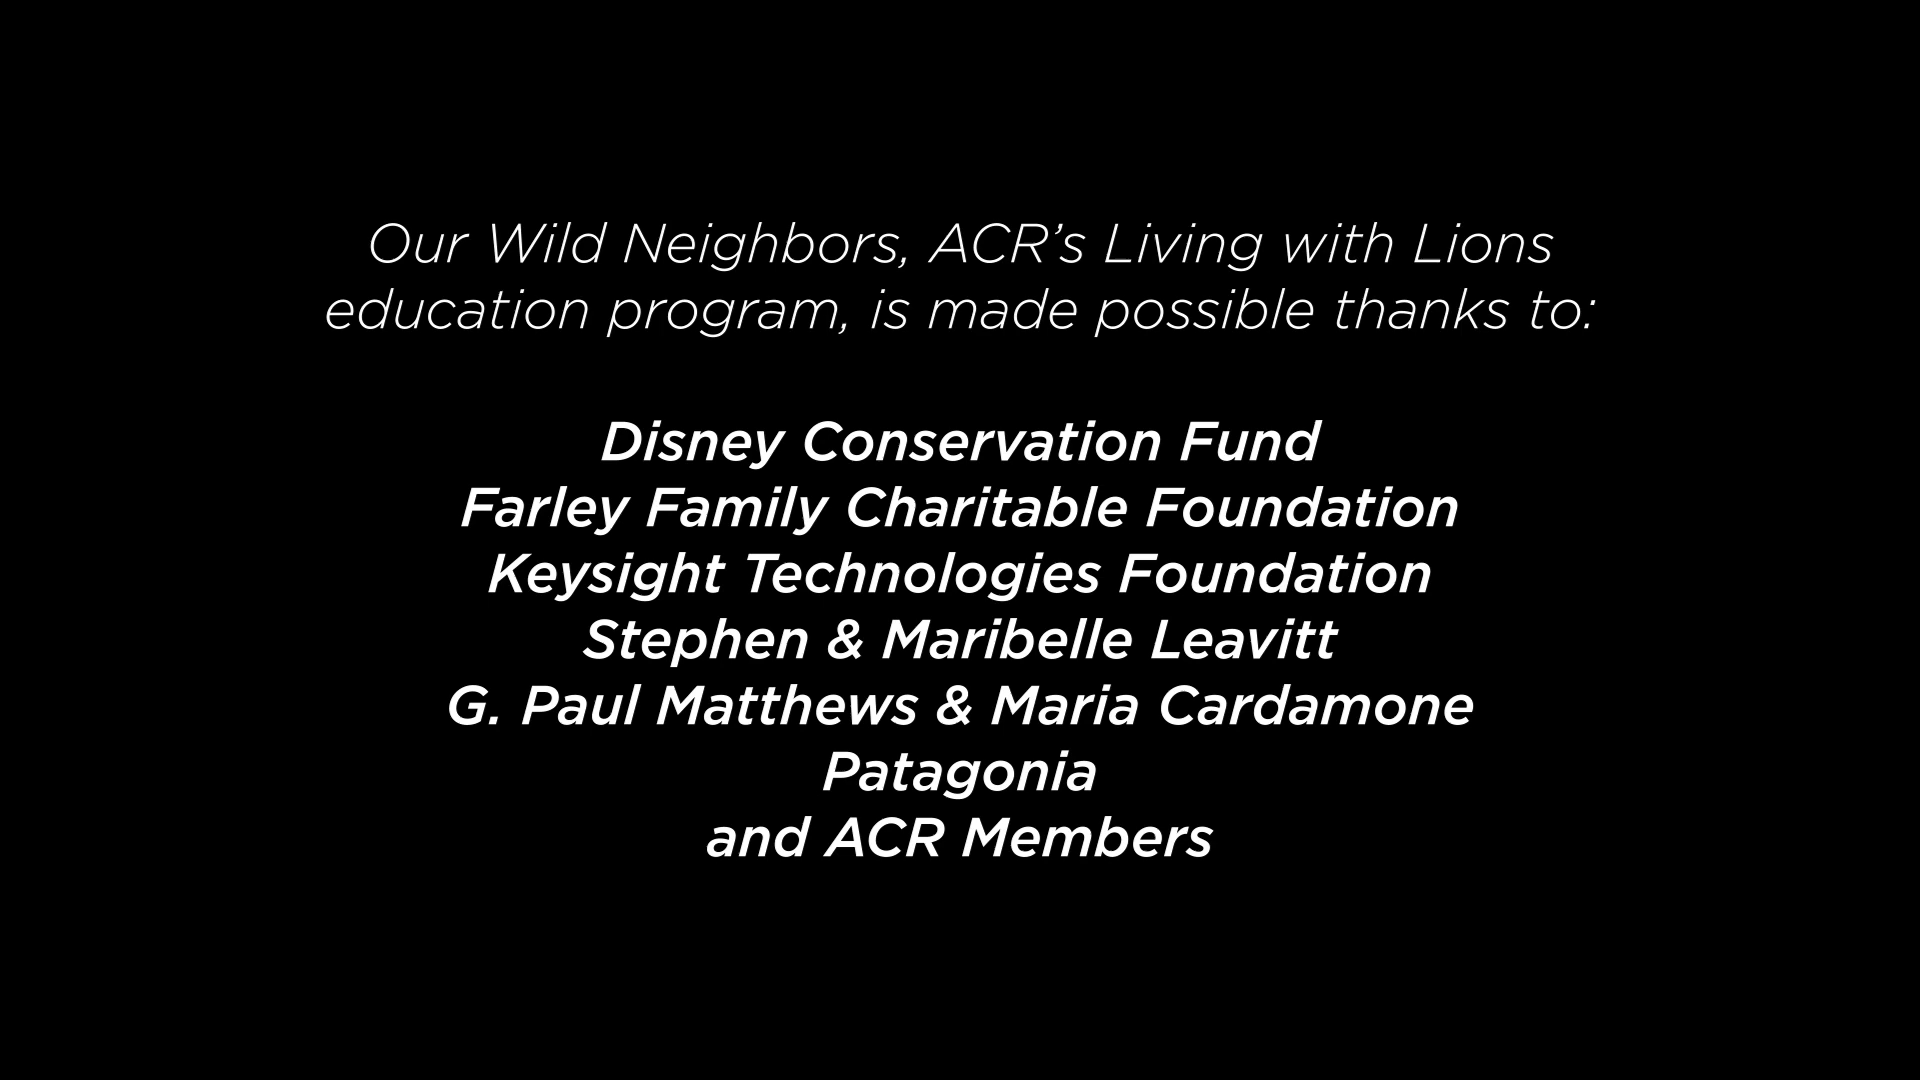 Our Wild Neighbors, ACR’s Living with Lions
education program, is made possible thanks to:
Disney Conservation Fund
Farley Family Charitable Foundation
Keysight Technologies Foundation
Stephen & Maribelle Leavitt
G. Paul Matthews & Maria Cardamone
Patagonia
and ACR Members